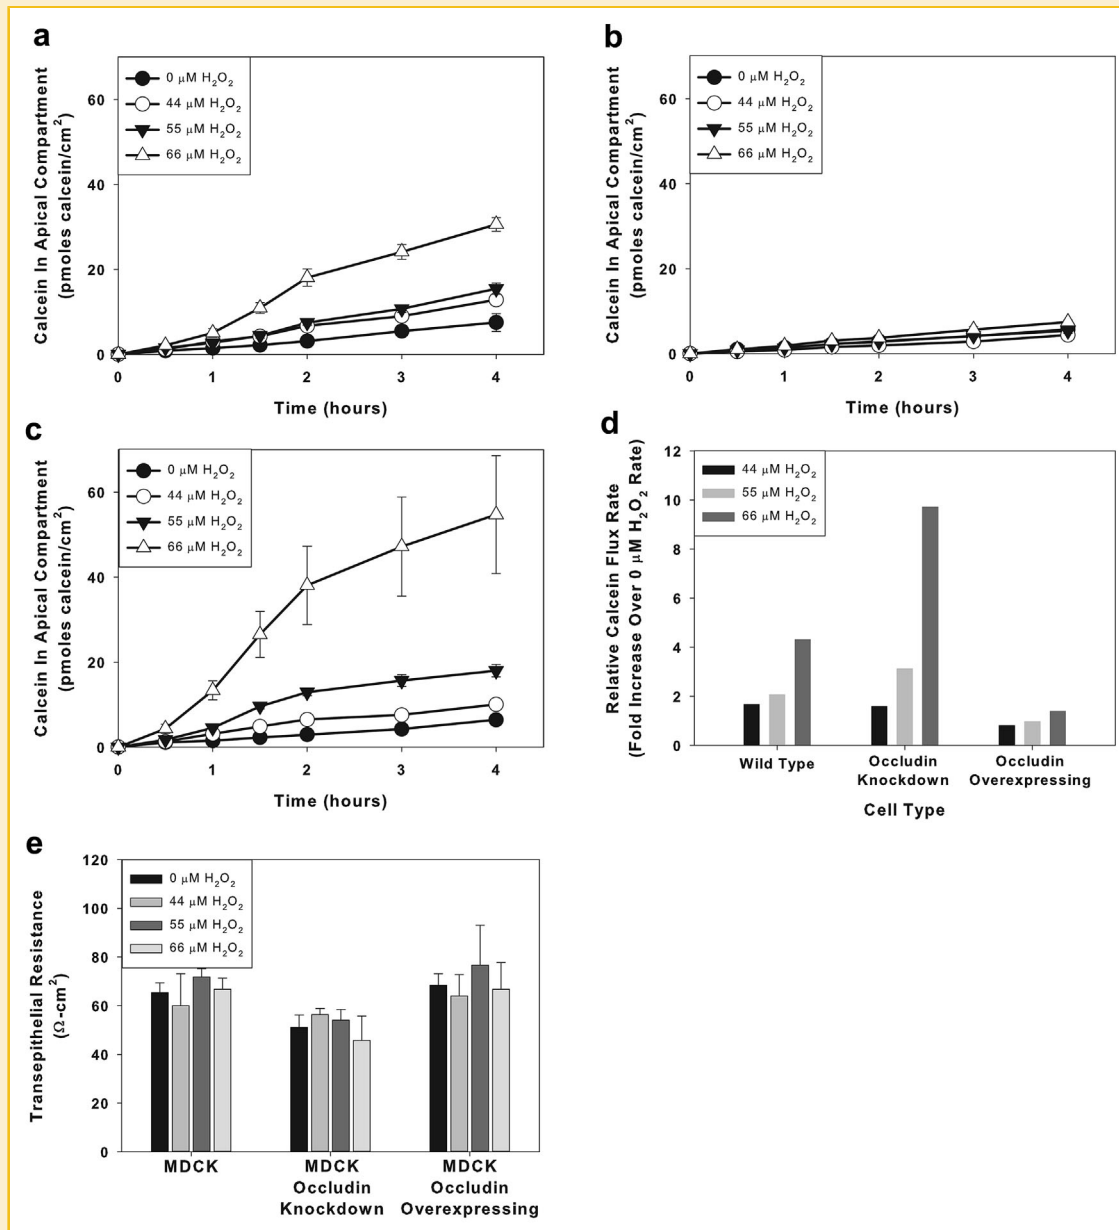 a
Calcein In Apical Compartment
(pmoles calcein/cm²)
60
40
20
0
0 μM H₂O₂
44 μM H₂O₂
55 μM H₂O₂
66 μM H₂O₂
0 1 2 3 4
Time (hours)
b
Calcein In Apical Compartment
(pmoles calcein/cm²)
60
40
20
0
0 μM H₂O₂
44 μM H₂O₂
55 μM H₂O₂
66 μM H₂O₂
0 1 2 3 4
Time (hours)
c
Calcein In Apical Compartment
(pmoles calcein/cm²)
60
40
20
0
0 μM H₂O₂
44 μM H₂O₂
55 μM H₂O₂
66 μM H₂O₂
0 1 2 3 4
Time (hours)
d
Relative Calcein Flux Rate
(Fold Increase Over 0 μM H₂O₂ Rate)
12
10
8
6
4
2
0
44 μM H₂O₂
55 μM H₂O₂
66 μM H₂O₂
Wild Type
Occludin
Knockdown
Occludin
Overexpressing
Cell Type
e
Transepithelial Resistance
(Ω-cm²)
120
100
80
60
40
20
0
0 μM H₂O₂
44 μM H₂O₂
55 μM H₂O₂
66 μM H₂O₂
MDCK
MDCK
Occludin
Knockdown
MDCK
Occludin
Overexpressing